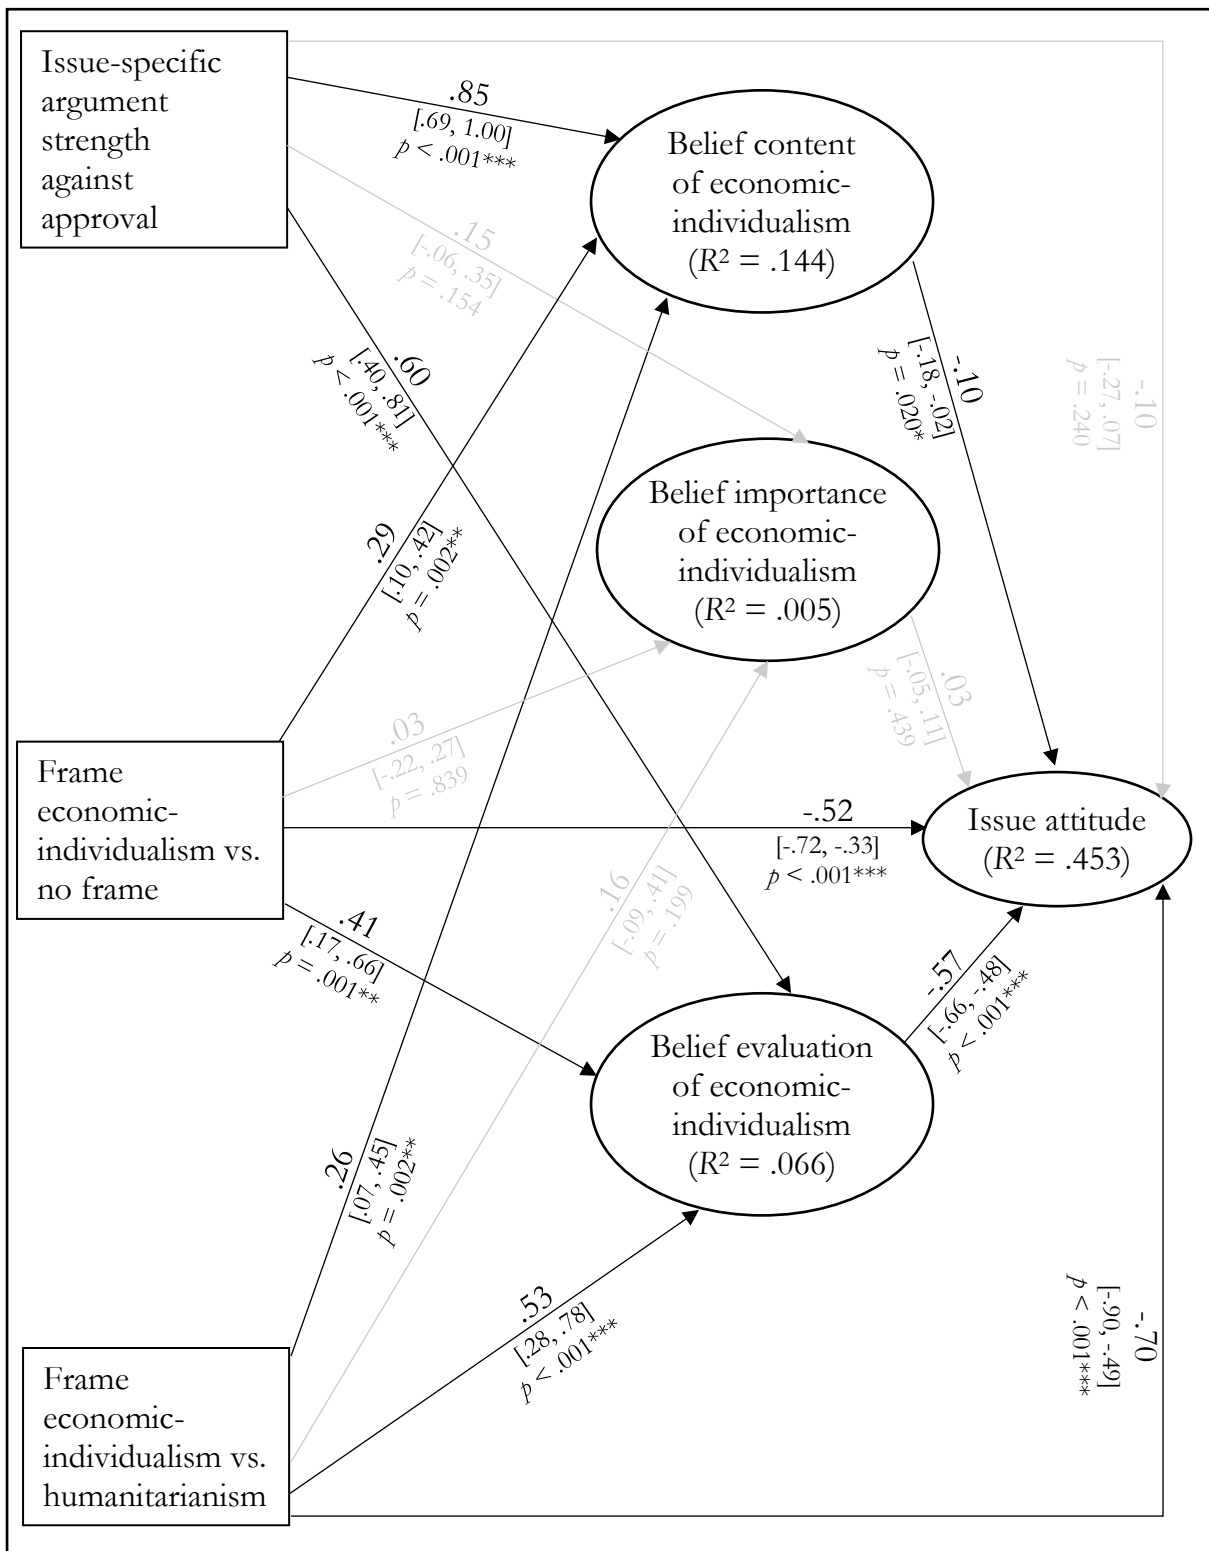 Issue-specific
argument
strength
against
approval
.85
[.69, 1.00]
p < .001***
Belief content
of economic-
individualism
(R² = .144)
.15
[-.06, .35]
p = .154
.60
[.40, .81]
p < .001***
-.10
[-.18, -.02]
p = .020*
-.10
[-.27, .07]
p = .240
Belief importance
of economic-
individualism
(R² = .005)
.29
[.10, .42]
p = .002**
.03
[-.05, .11]
p = .439
Frame
economic-
individualism vs.
no frame
.03
[-.22, .27]
p = .839
-.52
[-.72, -.33]
p < .001***
Issue attitude
(R² = .453)
.16
[-.09, .41]
p = .199
.41
[.17, .66]
p = .001**
-.57
[-.66, -.48]
p < .001***
Belief evaluation
of economic-
individualism
(R² = .066)
.26
[.07, .45]
p = .002**
.53
[.28, .78]
p < .001***
-.70
[-.90, -.49]
p < .001***
Frame
economic-
individualism vs.
humanitarianism